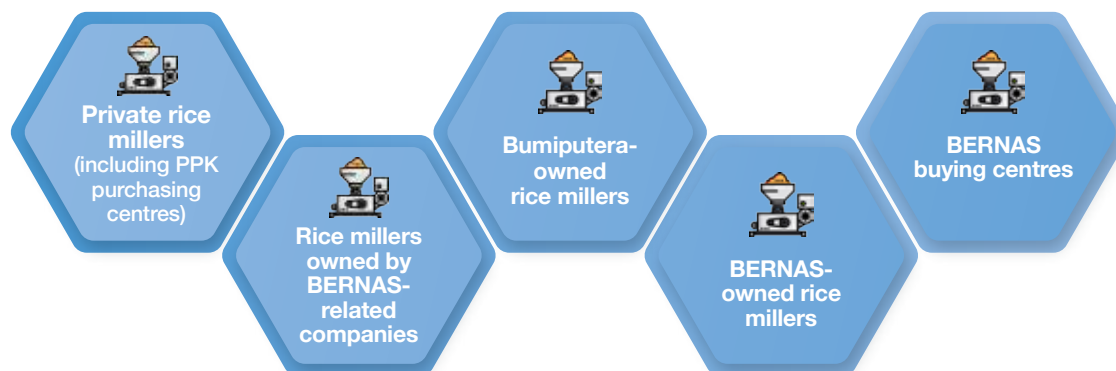 Private rice
millers
(including PPK
purchasing
centres)
Rice millers
owned by
BERNAS-
related
companies
Bumiputera-
owned
rice millers
BERNAS-
owned rice
millers
BERNAS
buying centres